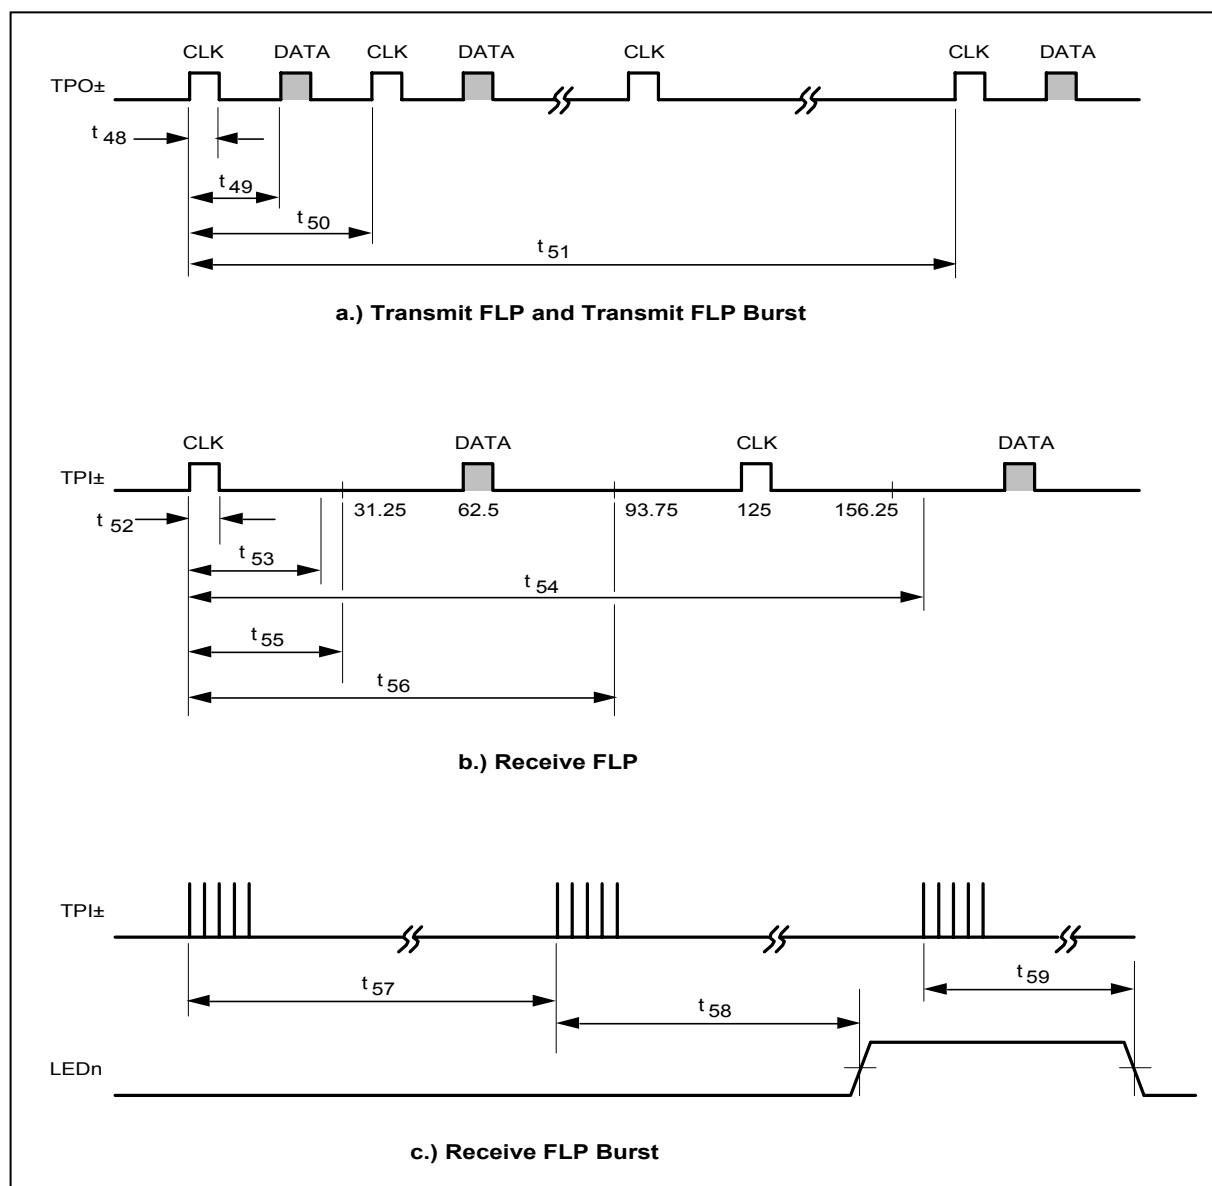 CLK DATA CLK DATA CLK CLK DATA
TPO±
t48
t49
t50
t51
a.) Transmit FLP and Transmit FLP Burst
CLK DATA CLK DATA
TPI±
31.25 62.5 93.75 125 156.25
t52
t53
t54
t55
t56
b.) Receive FLP
TPI±
t57
t59
t58
LEDn
c.) Receive FLP Burst